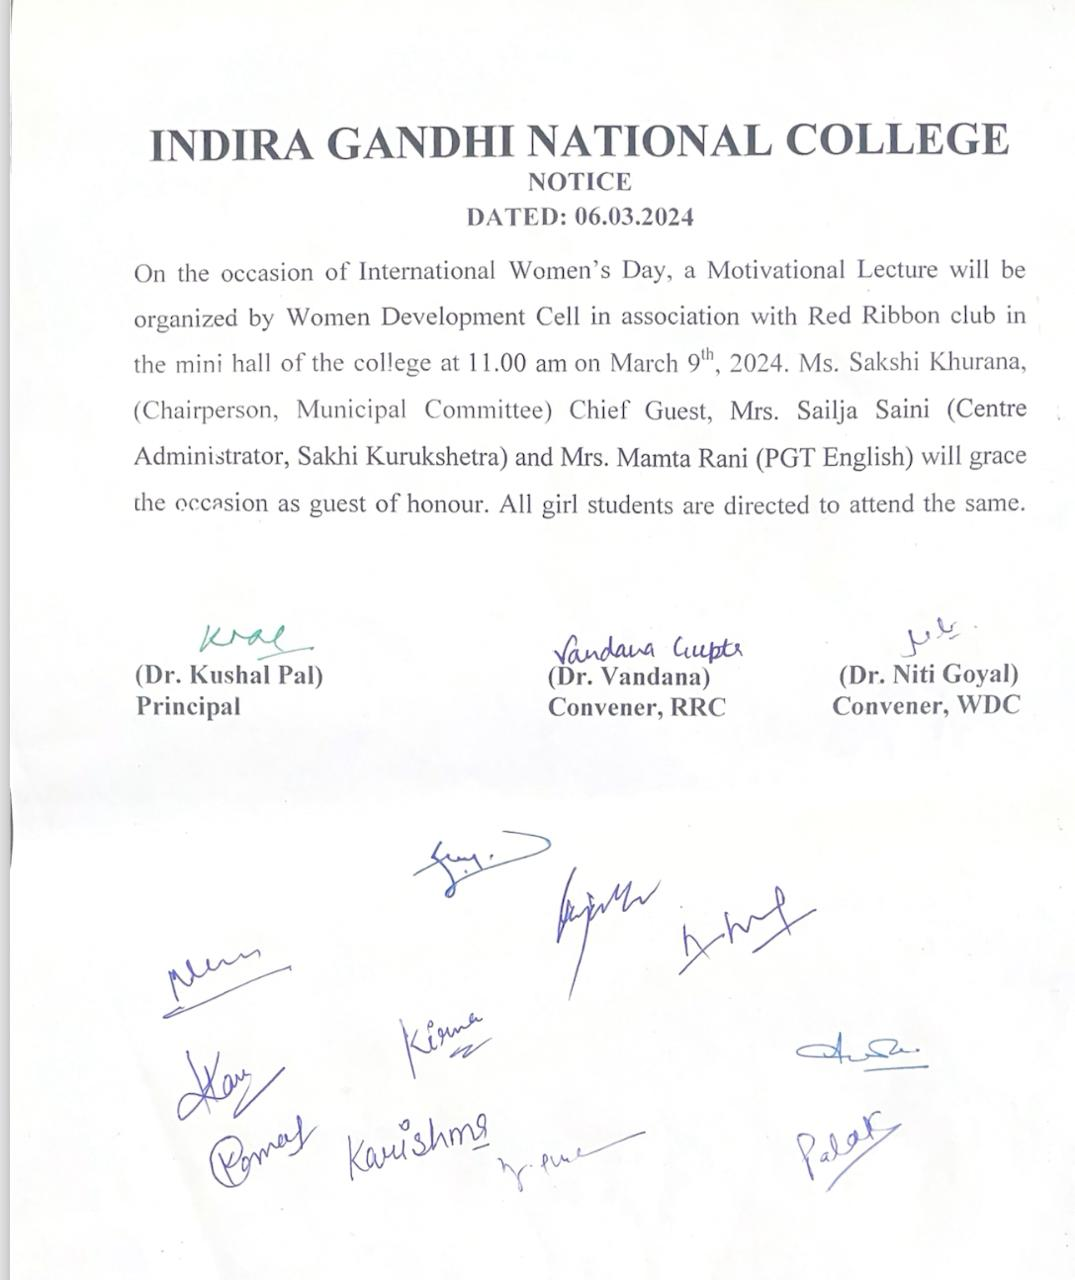 INDIRA GANDHI NATIONAL COLLEGE
NOTICE
DATED: 06.03.2024
On the occasion of International Women's Day, a Motivational Lecture will be
organized by Women Development Cell in association with Red Ribbon club in
the mini hall of the college at 11.00 am on March 9th, 2024. Ms. Sakshi Khurana,
(Chairperson, Municipal Committee) Chief Guest, Mrs. Sailja Saini (Centre
Administrator, Sakhi Kurukshetra) and Mrs. Mamta Rani (PGT English) will grace
the occasion as guest of honour. All girl students are directed to attend the same.
Vandana Gupta
(Dr. Kushal Pal) (Dr. Vandana) (Dr. Niti Goyal)
Principal Convener, RRC Convener, WDC
Karishma
Palak